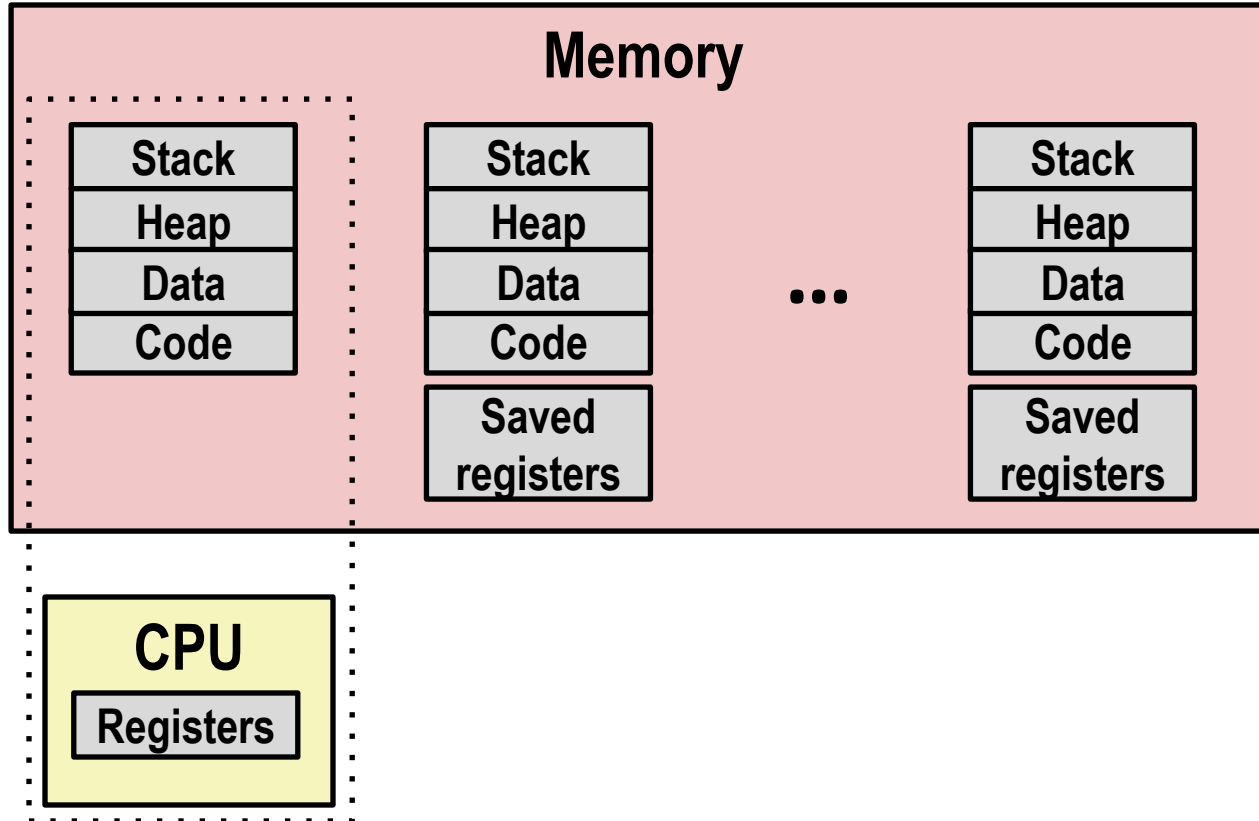 Memory
Stack
Heap
Data
Code
Stack
Heap
Data
Code
Saved
registers
...
Stack
Heap
Data
Code
Saved
registers
CPU
Registers